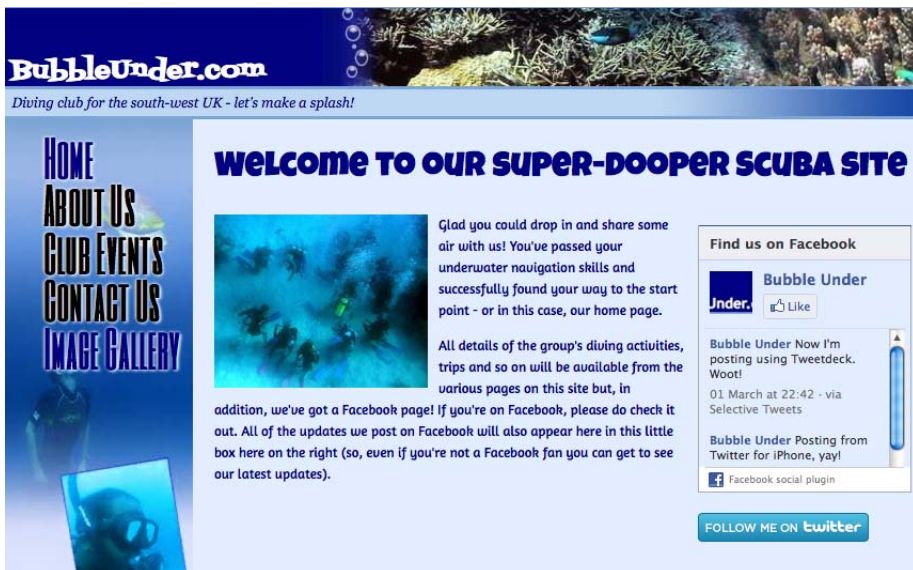 BubbleUnder.com
Diving club for the south-west UK - let's make a splash!
Home
About Us
Club Events
Contact Us
Image Gallery
Welcome to our super-dooper Scuba site
Glad you could drop in and share some
air with us! You've passed your
underwater navigation skills and
successfully found your way to the start
point - or in this case, our home page.
All details of the group's diving activities,
trips and so on will be available from the
various pages on this site but, in
addition, we've got a Facebook page! If you're on Facebook, please do check it
out. All of the updates we post on Facebook will also appear here in this little
box here on the right (so, even if you're not a Facebook fan you can get to see
our latest updates).
Find us on Facebook
Under.
Bubble Under
Like
Bubble Under Now I'm
posting using Tweetdeck.
Woot!
01 March at 22:42 · via
Selective Tweets
Bubble Under Posting from
Twitter for iPhone, yay!
f Facebook social plugin
FOLLOW ME ON twitter